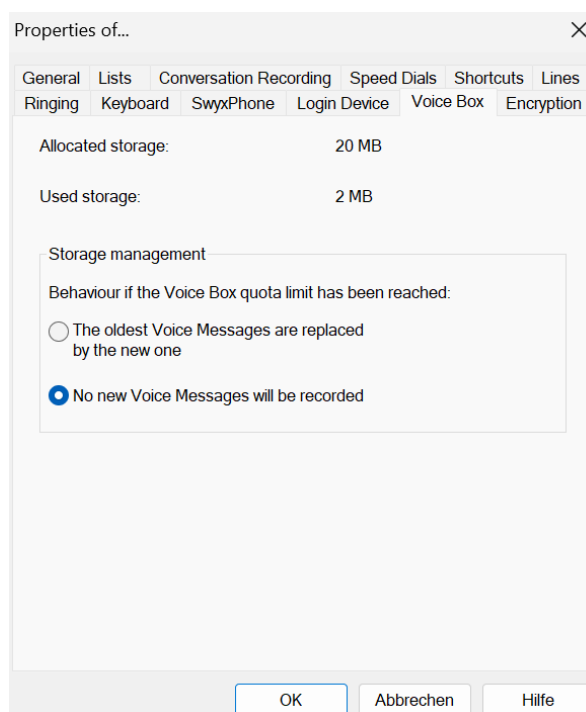 Properties of...
General Lists Conversation Recording Speed Dials Shortcuts Lines
Ringing Keyboard SwyxPhone Login Device Voice Box Encryption
Allocated storage: 20 MB
Used storage: 2 MB
Storage management
Behaviour if the Voice Box quota limit has been reached:
The oldest Voice Messages are replaced
by the new one
No new Voice Messages will be recorded
OK Abbrechen Hilfe